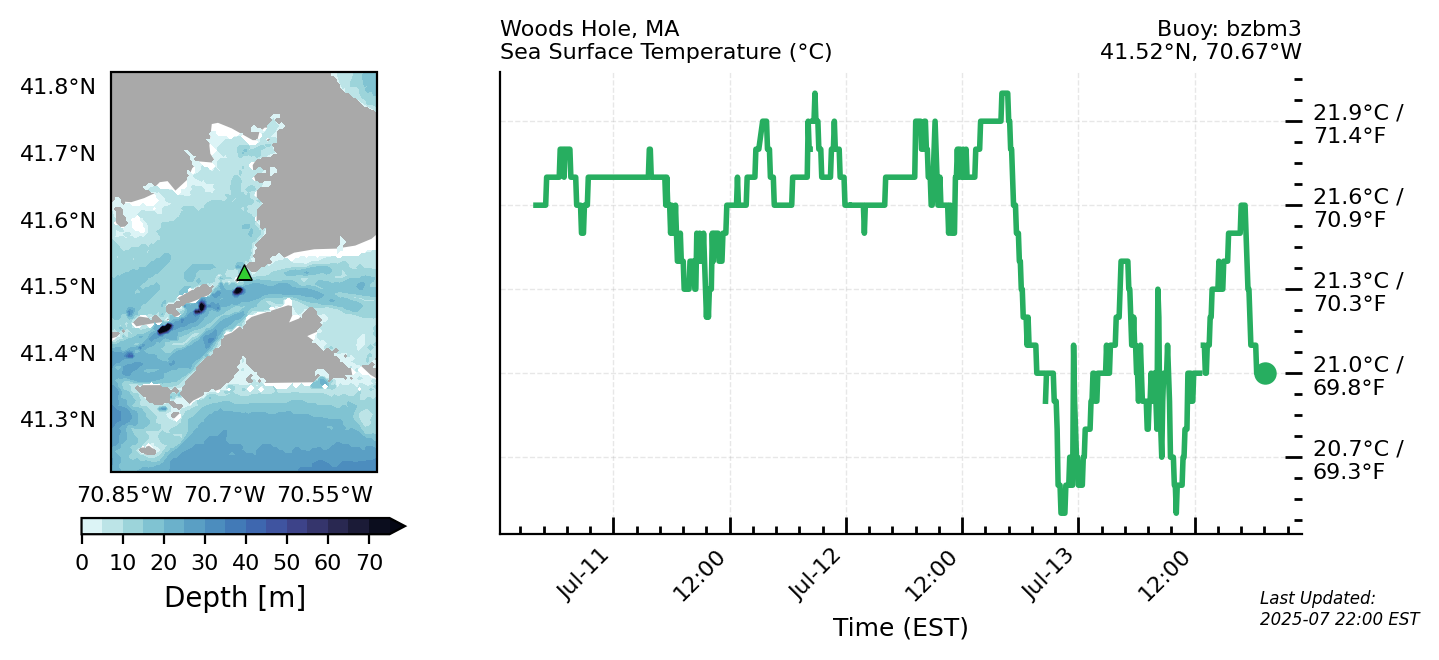 Woods Hole, MA
Sea Surface Temperature (°C)
Buoy: bzbm3
41.52°N, 70.67°W
41.8°N
41.7°N
41.6°N
41.5°N
41.4°N
41.3°N
70.85°W 70.7°W 70.55°W
0 10 20 30 40 50 60 70
Depth [m]
21.9°C /
71.4°F
21.6°C /
70.9°F
21.3°C /
70.3°F
21.0°C /
69.8°F
20.7°C /
69.3°F
Jul-11 12:00 Jul-12 12:00 Jul-13 12:00
Time (EST)
Last Updated:
2025-07 22:00 EST